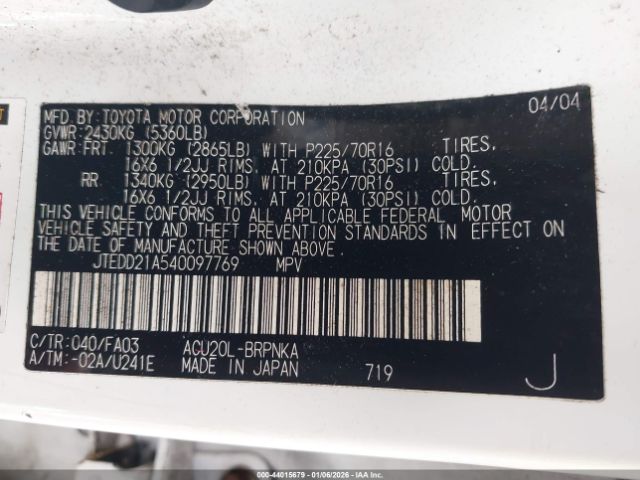 MFD. BY: TOYOTA MOTOR CORPORATION 04/04
GVWR: 2430KG (5360LB)
GAWR: FRT 1300KG (2865LB) WITH P225/70R16 TIRES,
16X6 1/2JJ RIMS, AT 210KPA (30PSI) COLD.
RR 1340KG (2950LB) WITH P225/70R16 TIRES,
16X6 1/2JJ RIMS, AT 210KPA (30PSI) COLD.
THIS VEHICLE CONFORMS TO ALL APPLICABLE FEDERAL MOTOR
VEHICLE SAFETY AND THEFT PREVENTION STANDARDS IN EFFECT ON
THE DATE OF MANUFACTURE SHOWN ABOVE.
JTEDD21A540097769 MPV
C/TR: 040/FA03 ACU20L-BRPNKA
A/TM: -02A/U241E MADE IN JAPAN 719 J
000-44015679 01/06/2026 - IAAI.COM